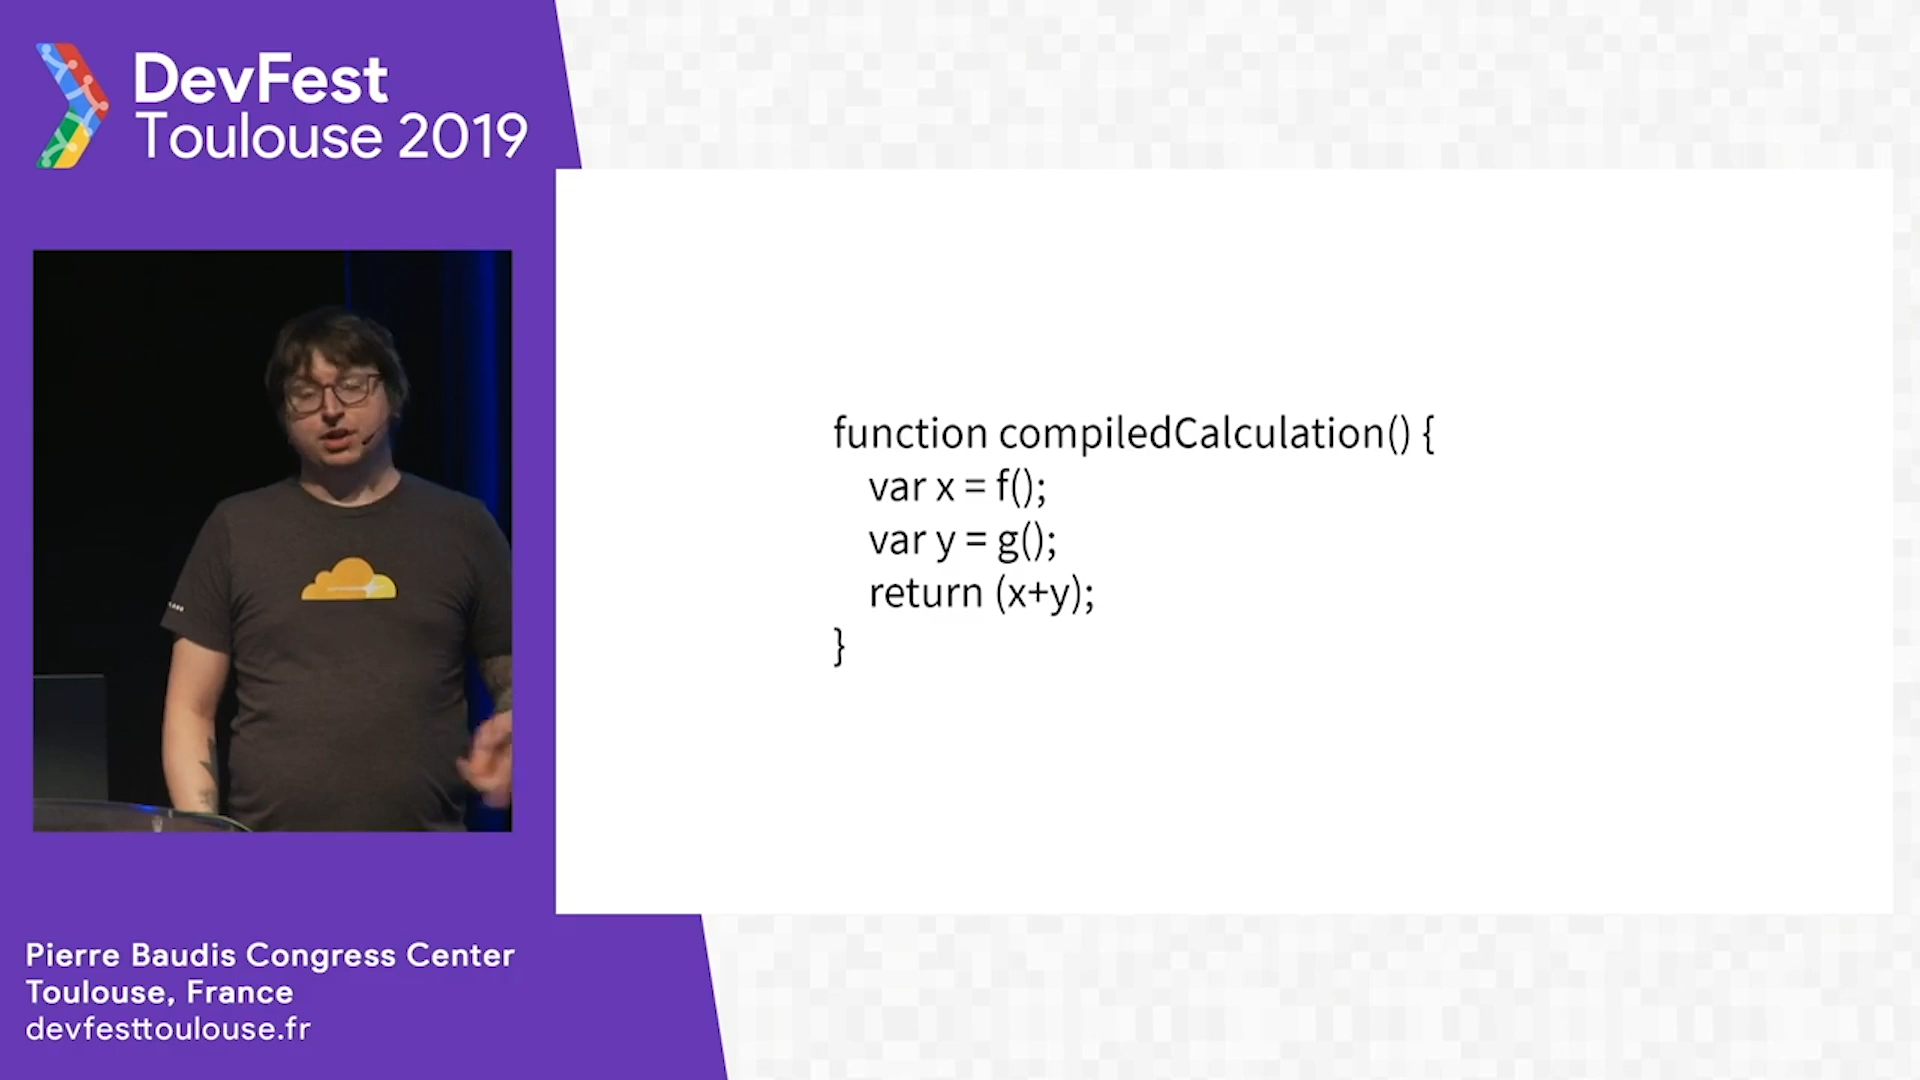 DevFest
Toulouse 2019
function compiledCalculation() {
var x = f();
var y = g();
return (x+y);
}
Pierre Baudis Congress Center
Toulouse, France
devfesttoulouse.fr